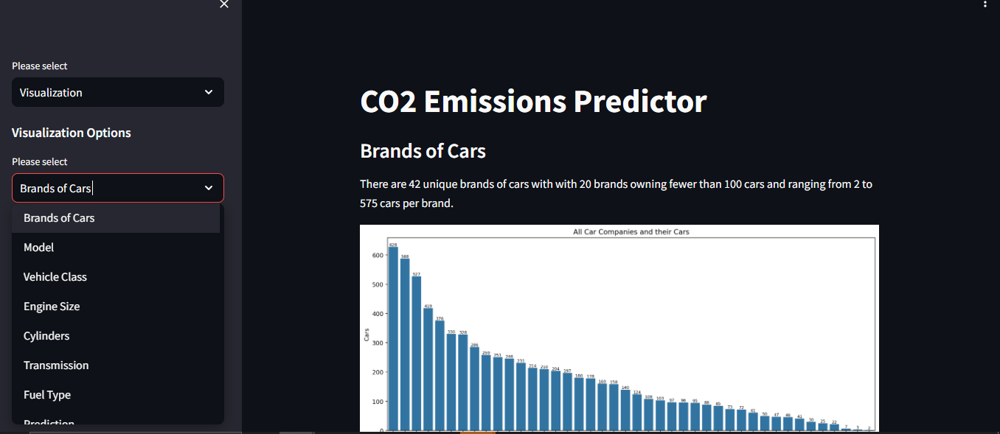 Please select
Visualization
Visualization Options
Please select
Brands of Cars
Brands of Cars
Model
Vehicle Class
Engine Size
Cylinders
Transmission
Fuel Type
Prediction
CO2 Emissions Predictor
Brands of Cars
There are 42 unique brands of cars with with 20 brands owning fewer than 100 cars and ranging from 2 to
575 cars per brand.
All Car Companies and their Cars
Cars
600
500
400
300
200
100
0
628 588 527 419 376 330 328 286 259 251 246 231 214 210 204 197 180 178 160 158 140 124 108 103 97 96 95 88 85 73 72 61 50 47 46 41 30 25 22 7 3 2